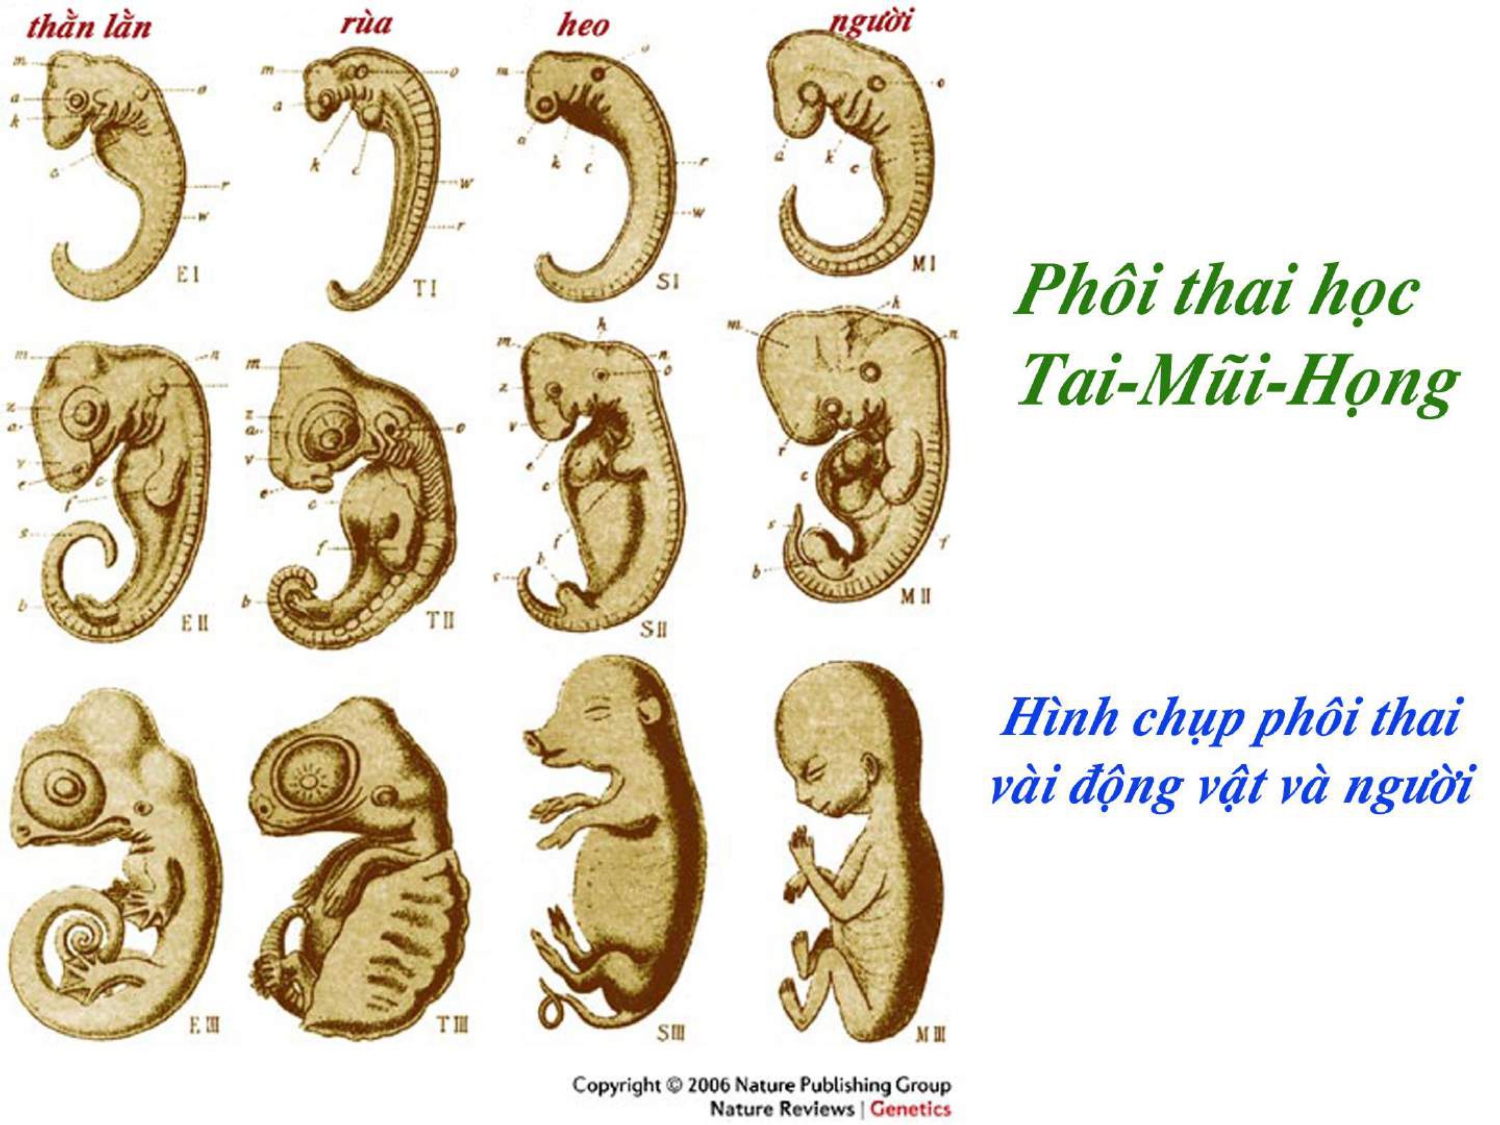 thằn lằn
rùa
heo
người
m
a
k
c
o
r
w
E I
m
a
k
c
o
w
r
T I
m
a
k
c
o
r
w
S I
a
k
c
o
M I
m
z
a
v
e
f
s
b
n
E II
m
z
a
v
e
c
f
b
o
T II
m
z
v
e
c
f
b
s
h
n
o
S II
m
r
c
s
b
h
n
f
M II
E III
T III
S III
M III
Phôi thai học
Tai-Mũi-Họng
Hình chụp phôi thai
vài động vật và người
Copyright © 2006 Nature Publishing Group
Nature Reviews | Genetics